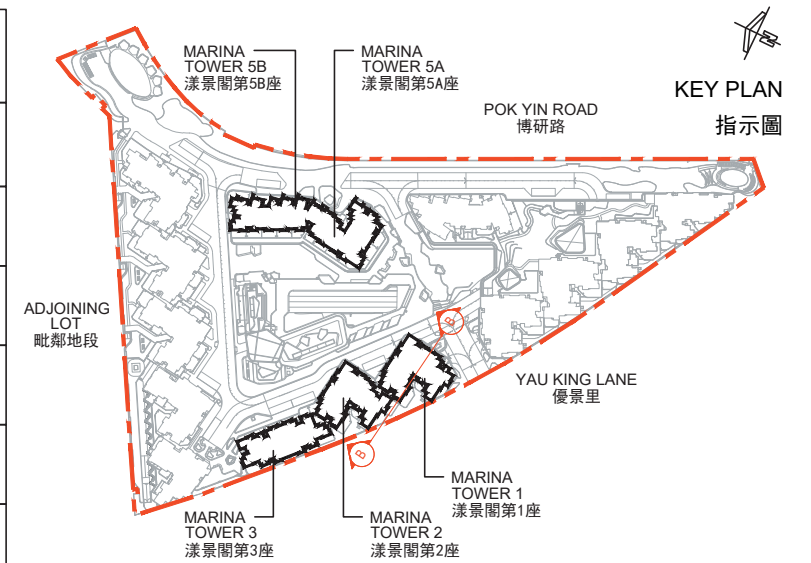 MARINA
TOWER 5B
漾景閣第5B座
MARINA
TOWER 5A
漾景閣第5A座
N
KEY PLAN
指示圖
POK YIN ROAD
博研路
ADJOINING
LOT
毗鄰地段
B
YAU KING LANE
優景里
B
MARINA
TOWER 1
漾景閣第1座
MARINA
TOWER 3
漾景閣第3座
MARINA
TOWER 2
漾景閣第2座